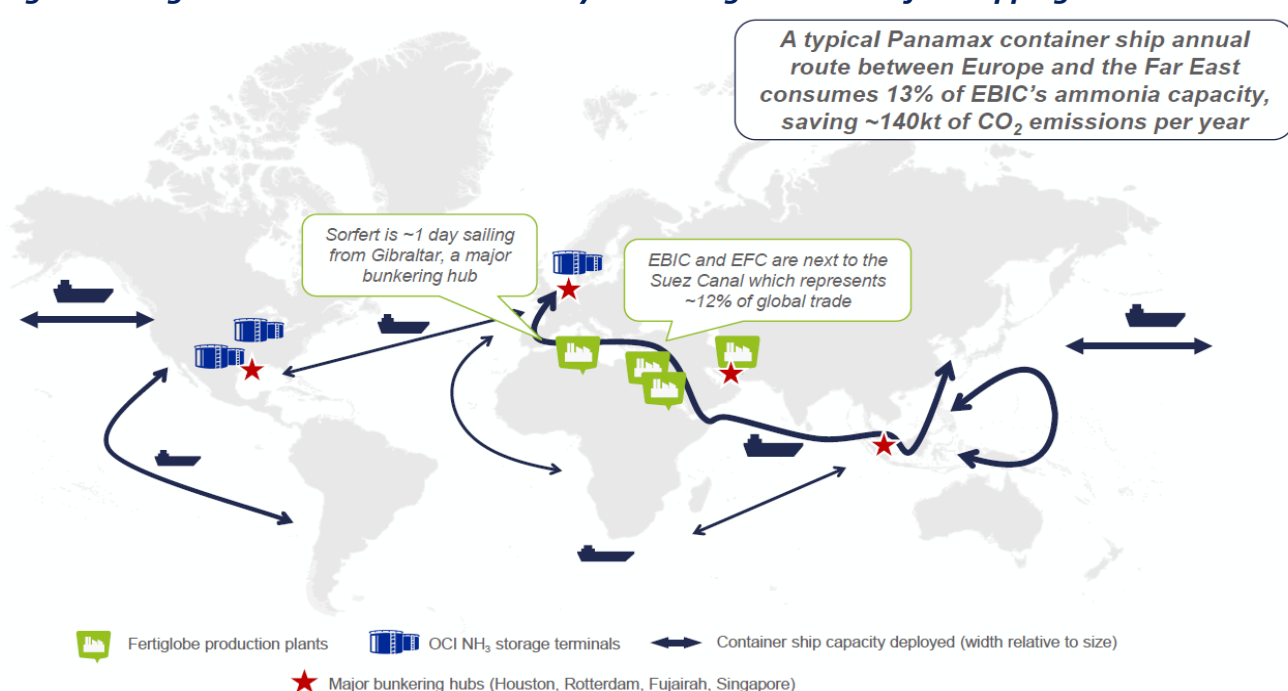 A typical Panamax container ship annual
route between Europe and the Far East
consumes 13% of EBIC's ammonia capacity,
saving ~140kt of CO₂ emissions per year
Sorfert is ~1 day sailing
from Gibraltar, a major
bunkering hub
EBIC and EFC are next to the
Suez Canal which represents
~12% of global trade
Fertiglobe production plants
OCI NH₃ storage terminals
Container ship capacity deployed (width relative to size)
Major bunkering hubs (Houston, Rotterdam, Fujairah, Singapore)